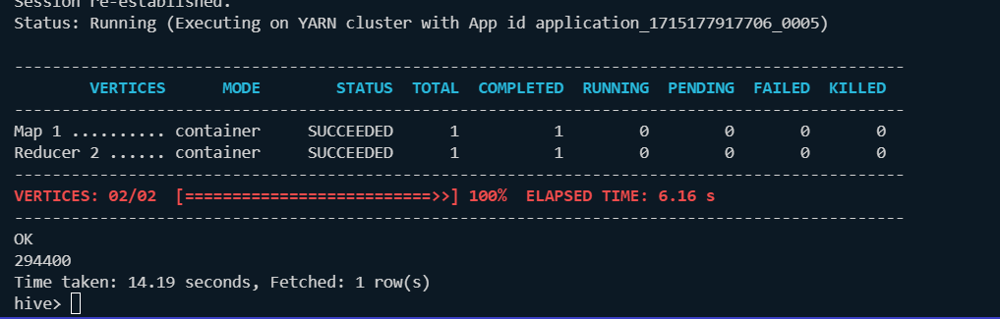 Session re-established.
Status: Running (Executing on YARN cluster with App id application_1715177917706_0005)
----------------------------------------------------------------------------------------------
        VERTICES      MODE        STATUS  TOTAL  COMPLETED  RUNNING  PENDING  FAILED  KILLED
----------------------------------------------------------------------------------------------
Map 1 .......... container     SUCCEEDED      1          1        0        0       0       0
Reducer 2 ...... container     SUCCEEDED      1          1        0        0       0       0
----------------------------------------------------------------------------------------------
VERTICES: 02/02  [==========================>>] 100%  ELAPSED TIME: 6.16 s
----------------------------------------------------------------------------------------------
OK
294400
Time taken: 14.19 seconds, Fetched: 1 row(s)
hive>